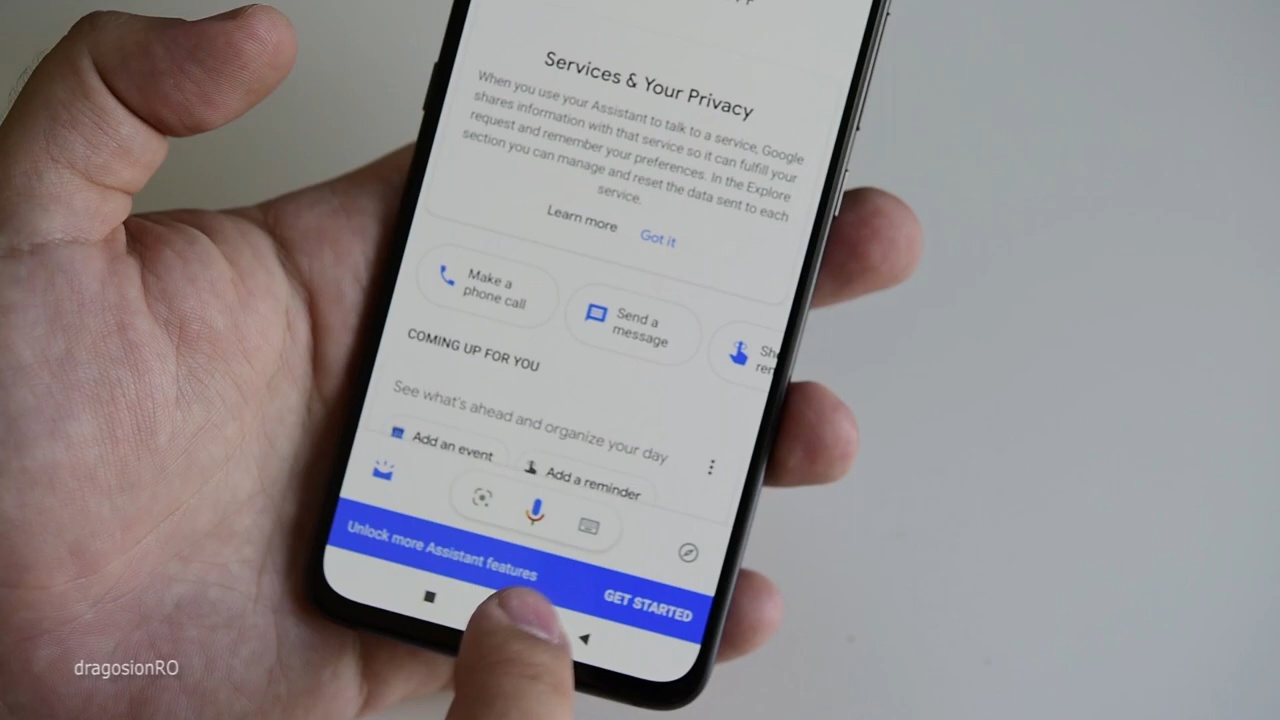 Services & Your Privacy
When you use your Assistant to talk to a service, Google
shares information with that service so it can fulfill your
request and remember your preferences. In the Explore
section you can manage and reset the data sent to each
service.
Learn more Got it
Make a
phone call
Send a
message
COMING UP FOR YOU
See what's ahead and organize your day
Add an event
Add a reminder
Unlock more Assistant features
GET STARTED
dragosionRO